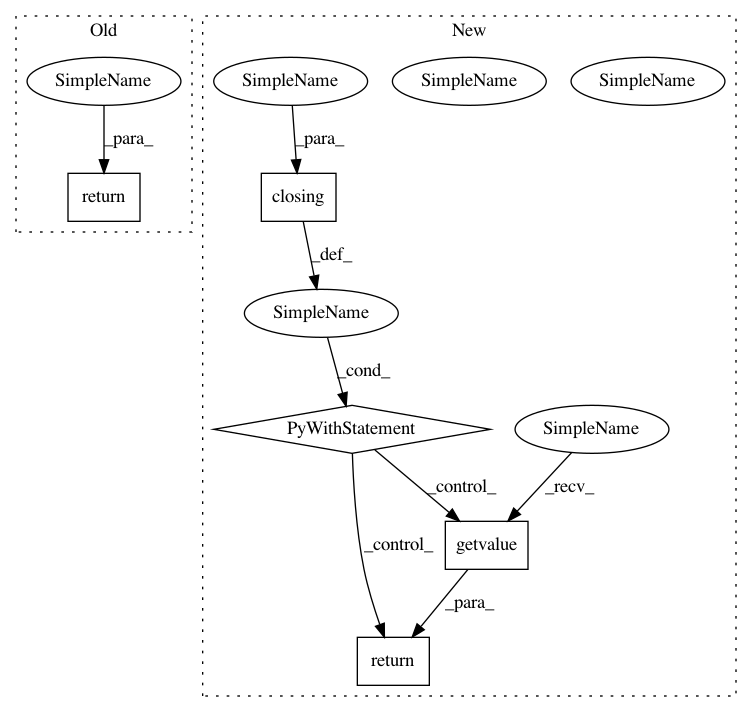 Old
New
SimpleName
SimpleName
SimpleName
SimpleName
_para_
_para_
return
closing
_def_
SimpleName
_cond_
PyWithStatement
SimpleName
_control_
_recv_
_control_
getvalue
_para_
return